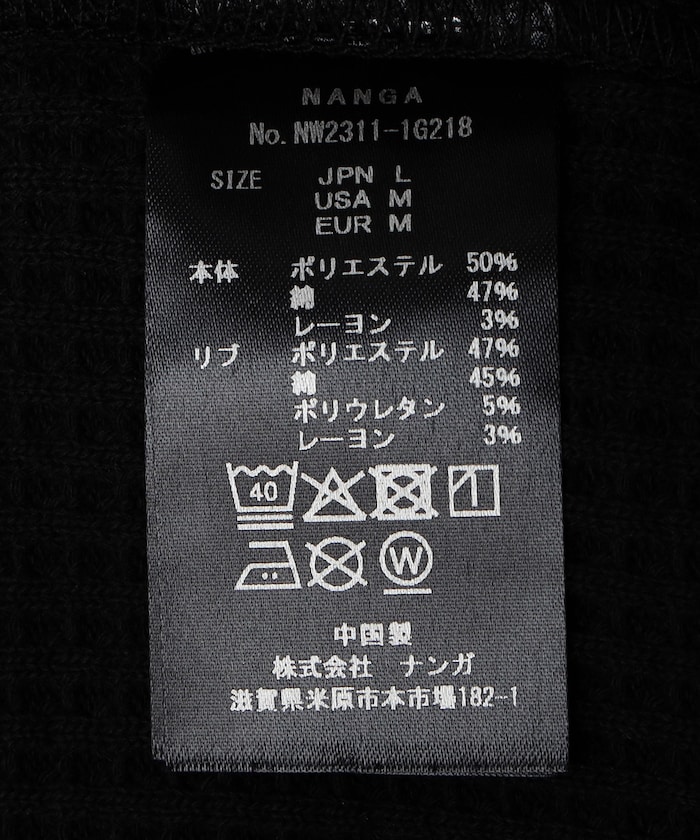 NANGA
No. NW2311-1G218
SIZE JPN L
USA M
EUR M
本体 ポリエステル 50%
綿 47%
レーヨン 3%
リブ ポリエステル 47%
綿 45%
ポリウレタン 5%
レーヨン 3%
40
W
中国製
株式会社 ナンガ
滋賀県米原市本市場182-1